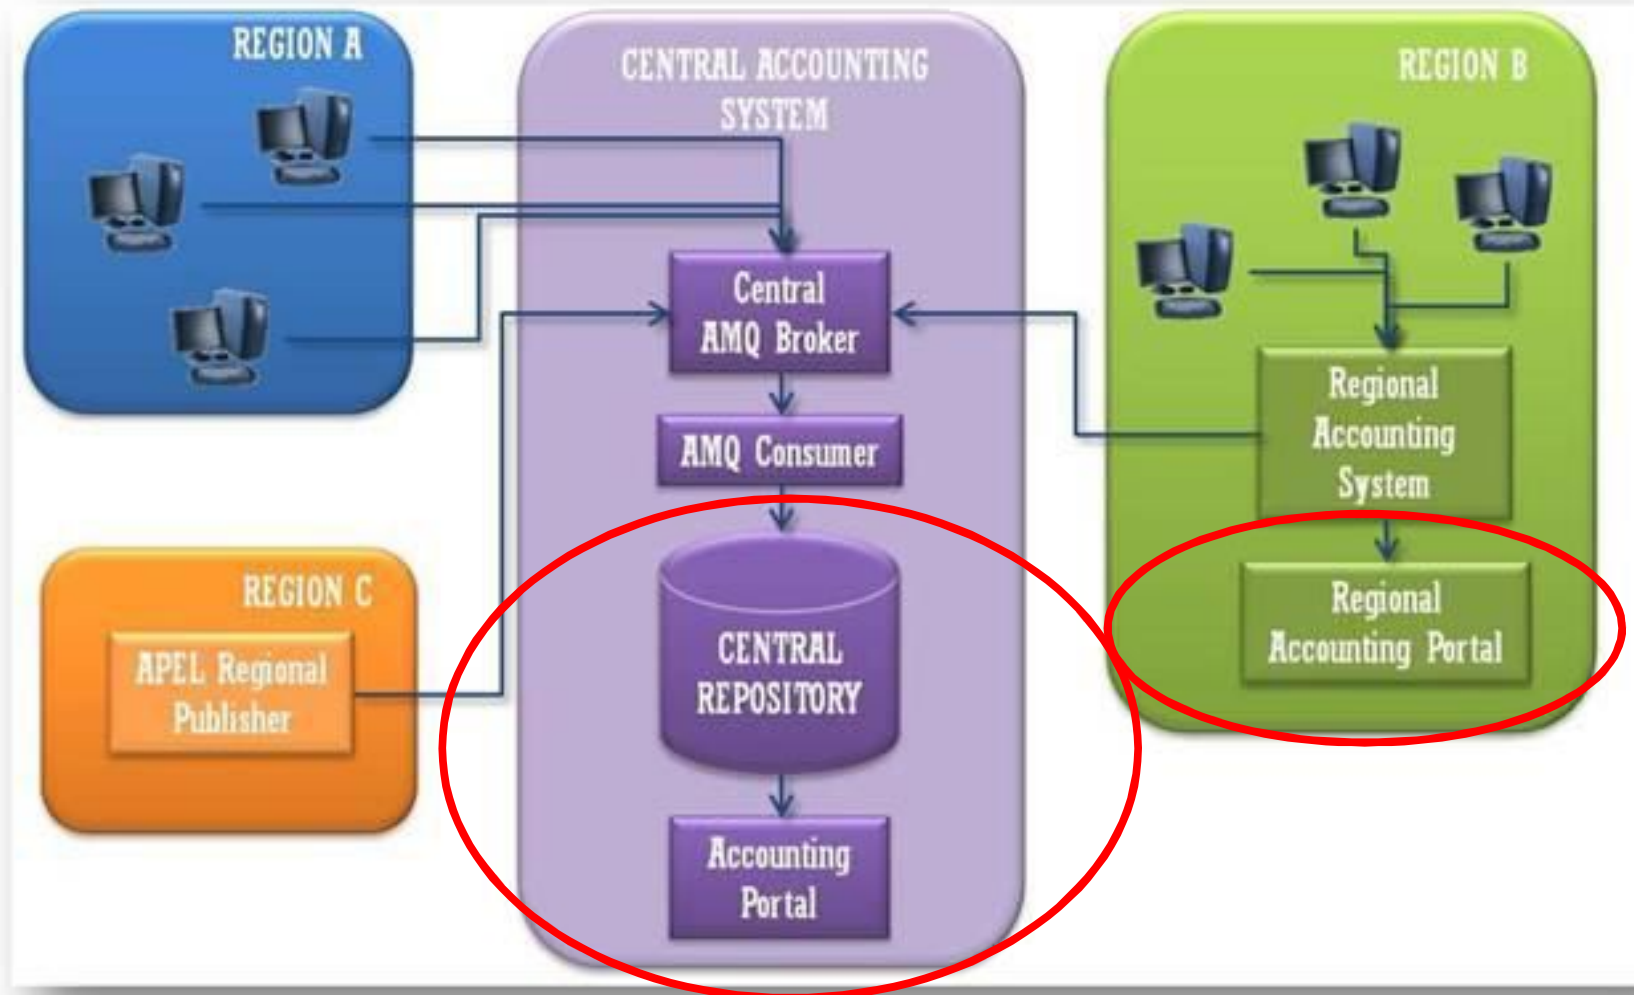 REGION A
CENTRAL ACCOUNTING
SYSTEM
REGION B
Central
AMQ Broker
AMQ Consumer
CENTRAL
REPOSITORY
Accounting
Portal
Regional
Accounting
System
Regional
Accounting Portal
REGION C
APEL Regional
Publisher